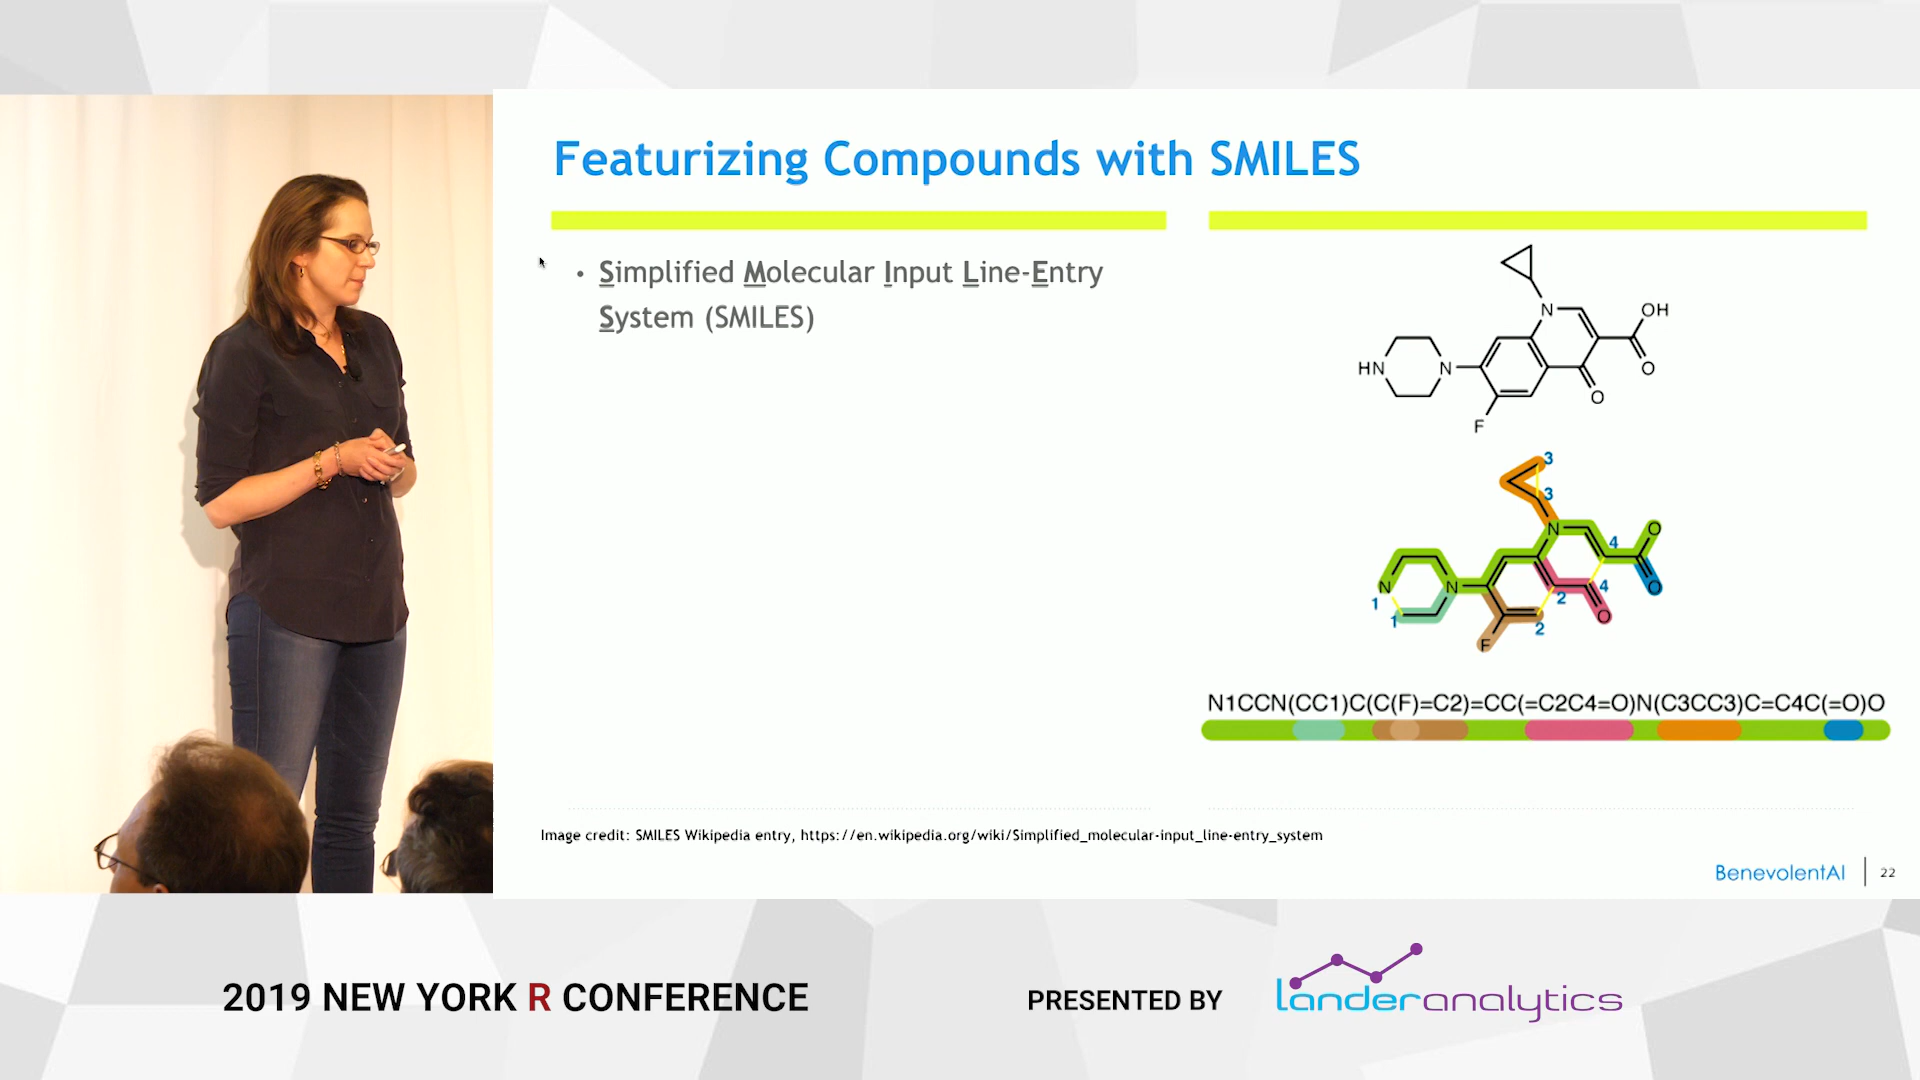 Featurizing Compounds with SMILES
• Simplified Molecular Input Line-Entry
System (SMILES)
N
OH
HN
N
O
O
F
3
3
N
O
4
N
N
O
4
1
2
O
1
2
F
N1CCN(CC1)C(C(F)=C2)=CC(=C2C4=O)N(C3CC3)C=C4C(=O)O
Image credit: SMILES Wikipedia entry, https://en.wikipedia.org/wiki/Simplified_molecular-input_line-entry_system
BenevolentAI | 22
2019 NEW YORK R CONFERENCE
PRESENTED BY
landeranalytics